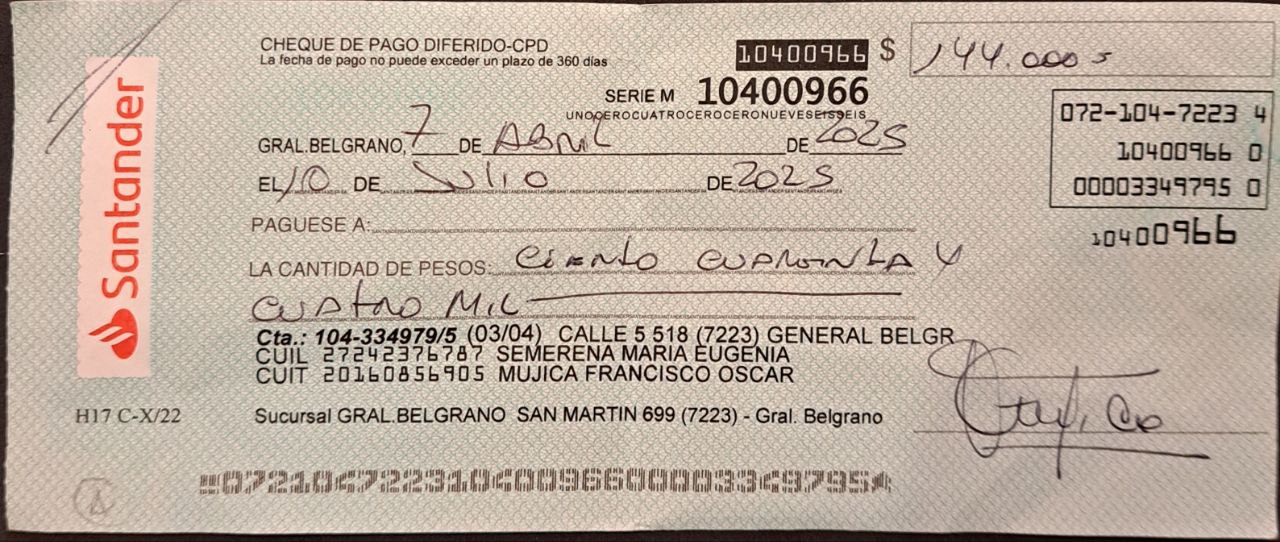 CHEQUE DE PAGO DIFERIDO-CPD
La fecha de pago no puede exceder un plazo de 360 días
10400966 $ 144.000
SERIE M 10400966
UNOCEROCUATROCEROCERONUEVESEISSEIS
072-104-7223 4
10400966 0
00003349795 0
10400966
GRAL.BELGRANO, 7 DE ABRIL DE 2025
EL 10 DE Julio DE 2025
PAGUESE A:
LA CANTIDAD DE PESOS: Ciento cuarenta y
cuatro mil
Cta.: 104-334979/5 (03/04) CALLE 5 518 (7223) GENERAL BELGR
CUIL 27242376787 SEMERENA MARIA EUGENIA
CUIT 20160856905 MUJICA FRANCISCO OSCAR
H17 C-X/22
Sucursal GRAL.BELGRANO SAN MARTIN 699 (7223) - Gral. Belgrano
07210472231040096600003349795
Santander
A